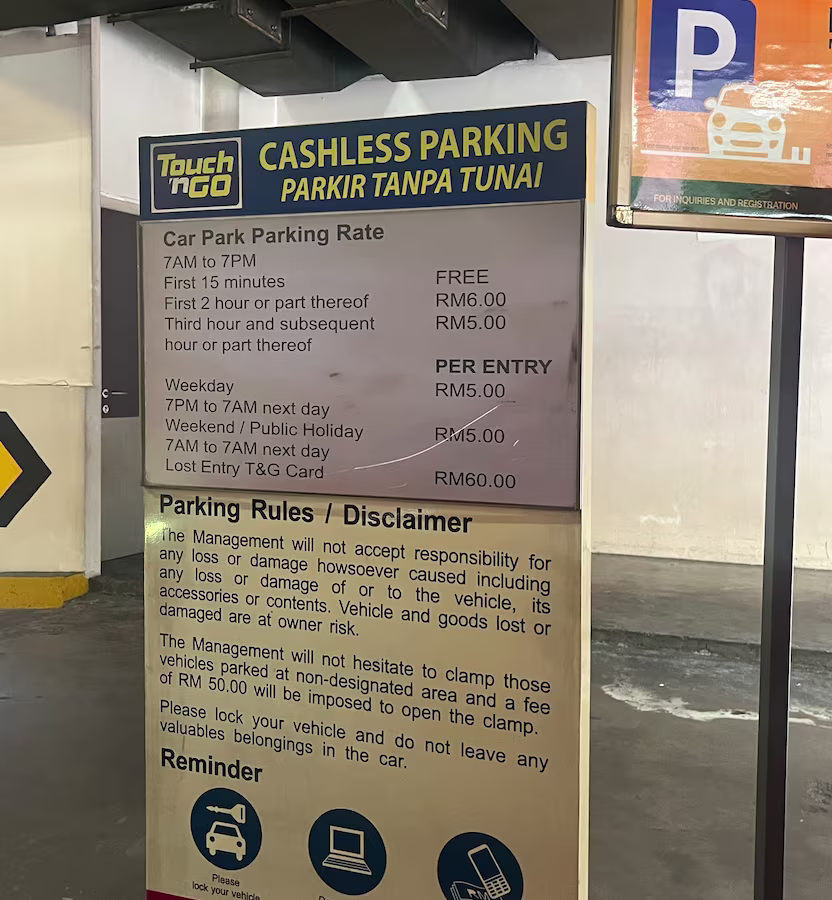 Touch 'nGO
CASHLESS PARKING
PARKIR TANPA TUNAI
Car Park Parking Rate
7AM to 7PM
First 15 minutes FREE
First 2 hour or part thereof RM6.00
Third hour and subsequent RM5.00
hour or part thereof
PER ENTRY
Weekday RM5.00
7PM to 7AM next day
Weekend / Public Holiday RM5.00
7AM to 7AM next day
Lost Entry T&G Card RM60.00
Parking Rules / Disclaimer
The Management will not accept responsibility for
any loss or damage howsoever caused including
any loss or damage of or to the vehicle, its
accessories or contents. Vehicle and goods lost or
damaged are at owner risk.
The Management will not hesitate to clamp those
vehicles parked at non-designated area and a fee
of RM 50.00 will be imposed to open the clamp.
Please lock your vehicle and do not leave any
valuables belongings in the car.
Reminder
Please
lock your vehicle
RM
P
FOR INQUIRIES AND REGISTRATION